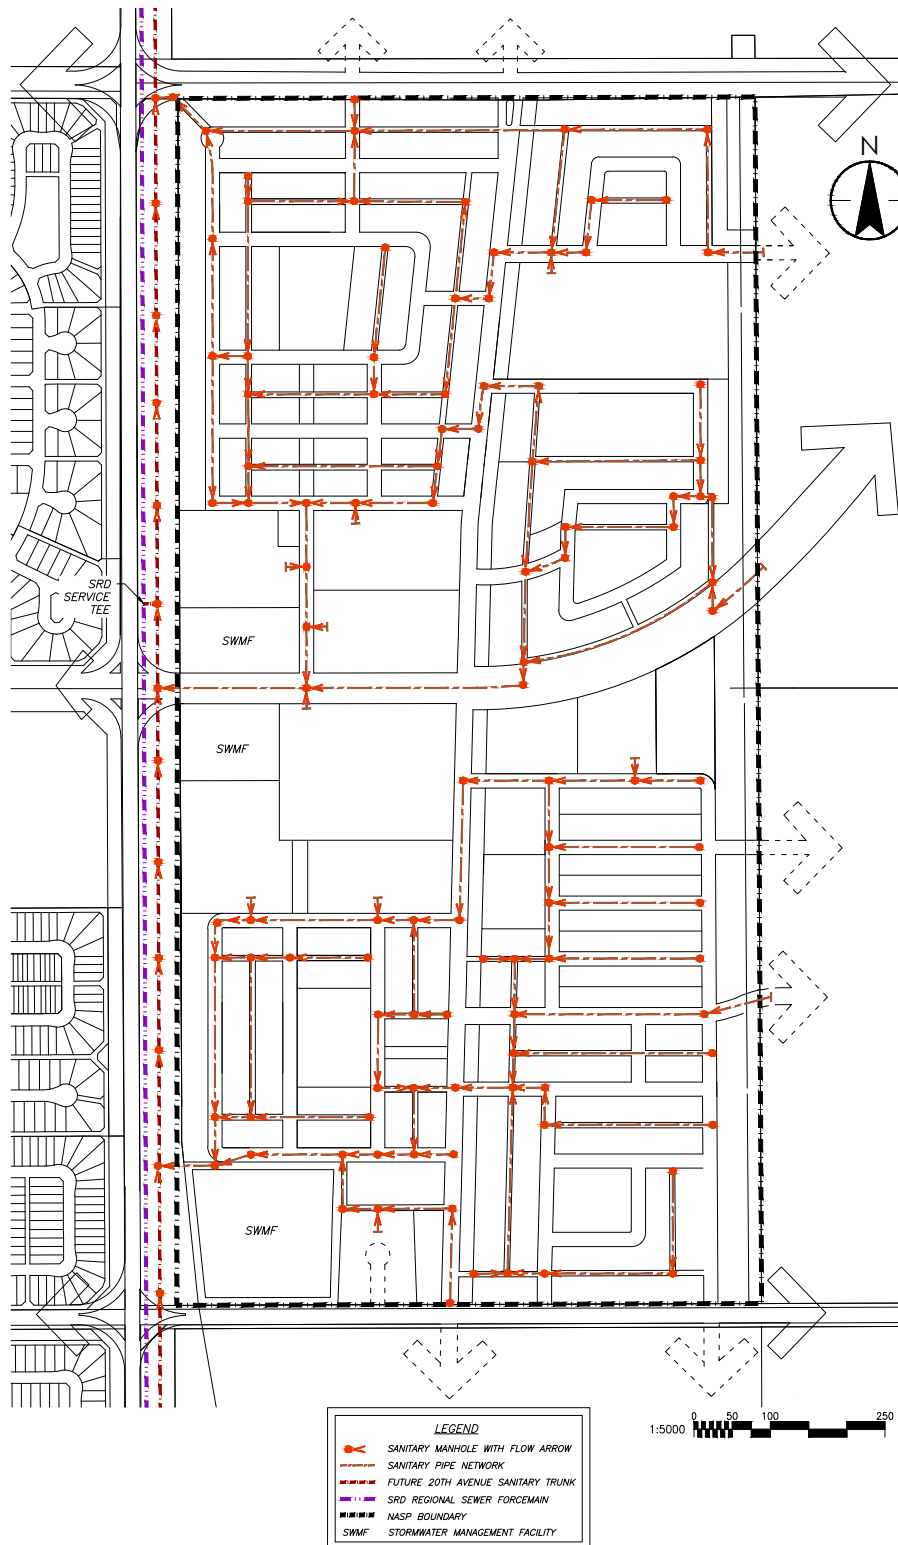 N
SRD
SERVICE
TEE
SWMF
SWMF
SWMF
LEGEND
SANITARY MANHOLE WITH FLOW ARROW
SANITARY PIPE NETWORK
FUTURE 20TH AVENUE SANITARY TRUNK
SRD REGIONAL SEWER FORCEMAIN
NASP BOUNDARY
SWMF STORMWATER MANAGEMENT FACILITY
0 50 100 250
1:5000